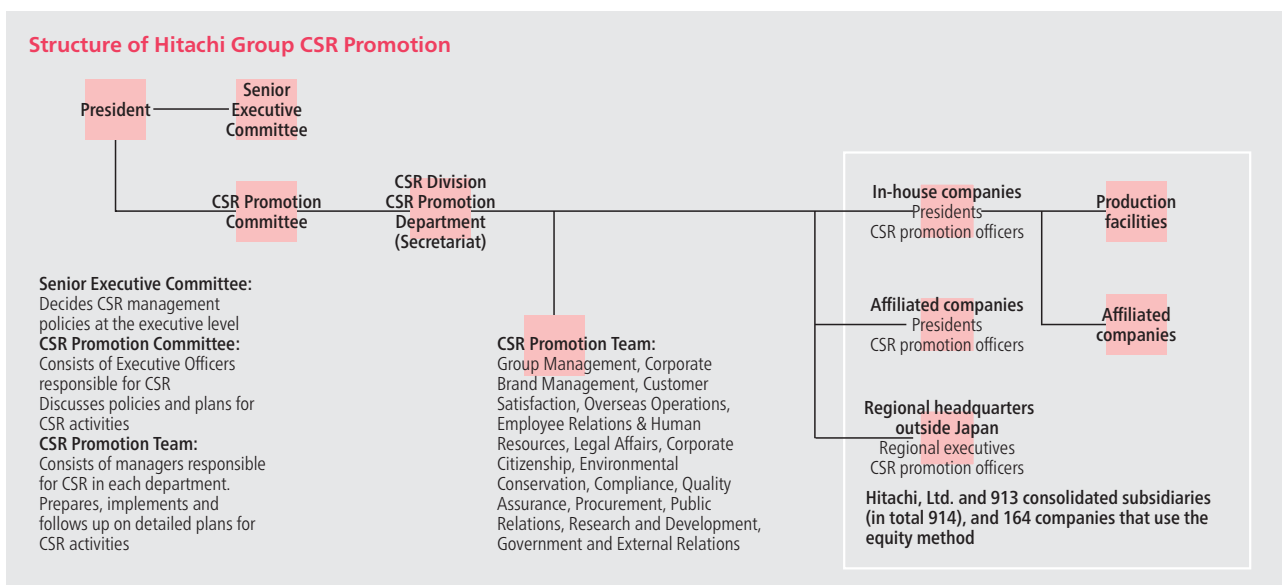 Structure of Hitachi Group CSR Promotion
President
Senior
Executive
Committee
CSR Promotion
Committee
CSR Division
CSR Promotion
Department
(Secretariat)
In-house companies
Presidents
CSR promotion officers
Production
facilities
Affiliated companies
Presidents
CSR promotion officers
Affiliated
companies
Regional headquarters
outside Japan
Regional executives
CSR promotion officers
Hitachi, Ltd. and 913 consolidated subsidiaries
(in total 914), and 164 companies that use the
equity method
Senior Executive Committee:
Decides CSR management
policies at the executive level
CSR Promotion Committee:
Consists of Executive Officers
responsible for CSR
Discusses policies and plans for
CSR activities
CSR Promotion Team:
Consists of managers responsible
for CSR in each department.
Prepares, implements and
follows up on detailed plans for
CSR activities
CSR Promotion Team:
Group Management, Corporate
Brand Management, Customer
Satisfaction, Overseas Operations,
Employee Relations & Human
Resources, Legal Affairs, Corporate
Citizenship, Environmental
Conservation, Compliance, Quality
Assurance, Procurement, Public
Relations, Research and Development,
Government and External Relations